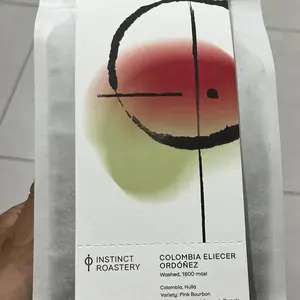 INSTINCT
ROASTERY
COLOMBIA ELIECER
ORDÓÑEZ
Washed, 1800 masl
Colombia, Huila
Variety: Pink Bourbon